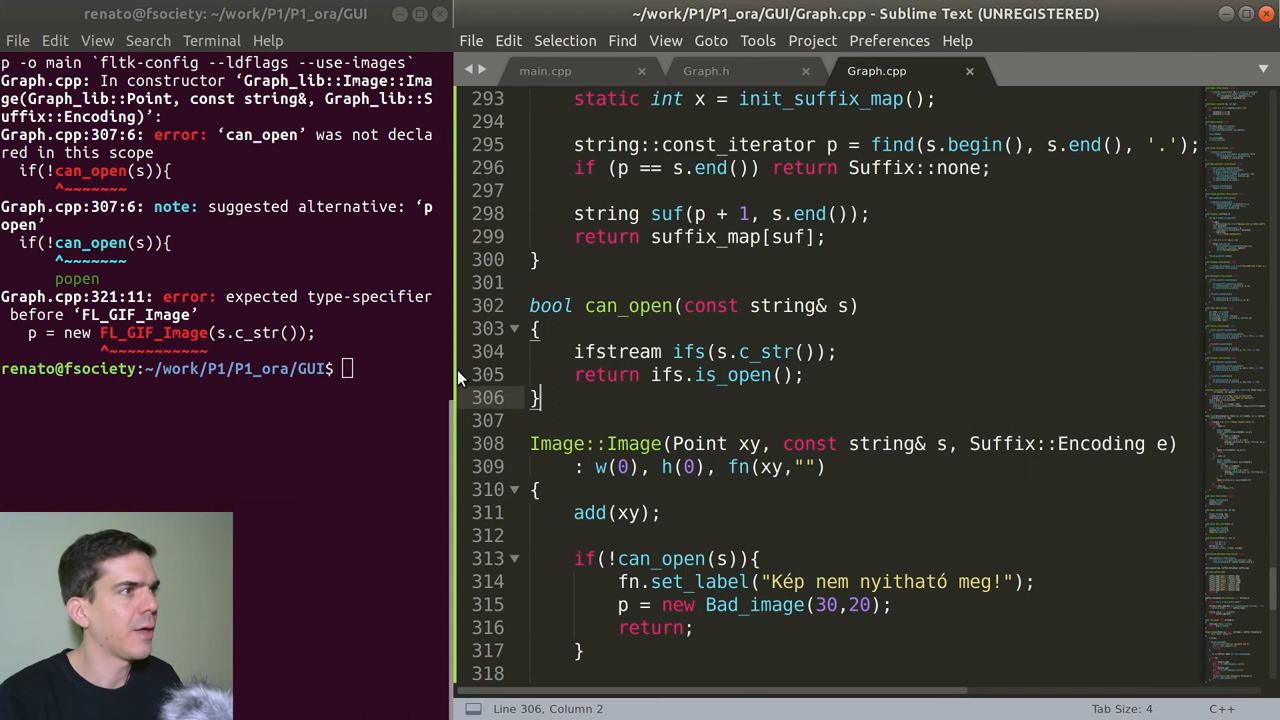 renato@fsociety: ~/work/P1/P1_ora/GUI
File Edit View Search Terminal Help
p -o main `fltk-config --ldflags --use-images`
Graph.cpp: In constructor ‘Graph_lib::Image::Ima
ge(Graph_lib::Point, const string&, Graph_lib::S
uffix::Encoding)’:
Graph.cpp:307:6: error: ‘can_open’ was not decla
red in this scope
if(!can_open(s)){
^~~~~~~~
Graph.cpp:307:6: note: suggested alternative: ‘p
open’
if(!can_open(s)){
^~~~~~~~
popen
Graph.cpp:321:11: error: expected type-specifier
before ‘FL_GIF_Image’
p = new FL_GIF_Image(s.c_str());
^~~~~~~~~~~~
renato@fsociety:~/work/P1/P1_ora/GUI$
~/work/P1/P1_ora/GUI/Graph.cpp - Sublime Text (UNREGISTERED)
File Edit Selection Find View Goto Tools Project Preferences Help
main.cpp Graph.h Graph.cpp
293 static int x = init_suffix_map();
294
295 string::const_iterator p = find(s.begin(), s.end(), '.');
296 if (p == s.end()) return Suffix::none;
297
298 string suf(p + 1, s.end());
299 return suffix_map[suf];
300 }
301
302 bool can_open(const string& s)
303 {
304 ifstream ifs(s.c_str());
305 return ifs.is_open();
306 }
307
308 Image::Image(Point xy, const string& s, Suffix::Encoding e)
309 : w(0), h(0), fn(xy,"")
310 {
311 add(xy);
312
313 if(!can_open(s)){
314 fn.set_label("Kép nem nyitható meg!");
315 p = new Bad_image(30,20);
316 return;
317 }
318
Line 306, Column 2 Tab Size: 4 C++